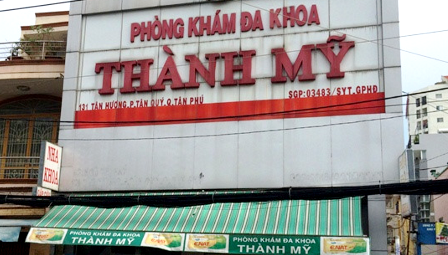 PHÒNG KHÁM ĐA KHOA
THÀNH MỸ
131 TÂN HƯƠNG, P.TÂN QUÝ, Q.TÂN PHÚ
SGP: 03483 / SYT, GPHĐ
NHA
KHOA
PHÒNG KHÁM ĐA KHOA
THÀNH MỸ
PHÒNG KHÁM ĐA KHOA
THÀNH MỸ